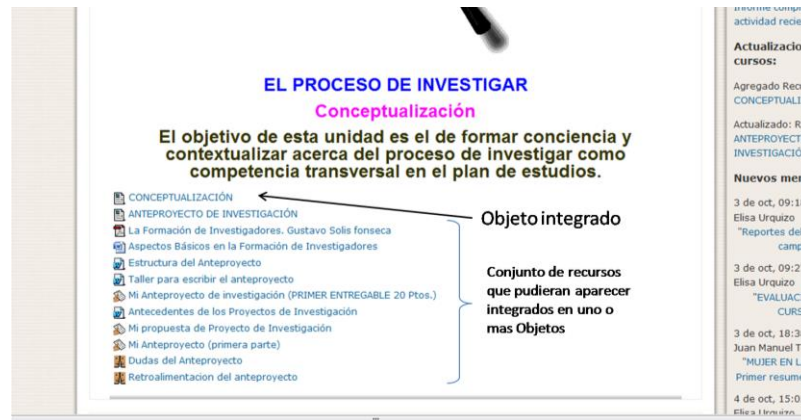 EL PROCESO DE INVESTIGAR
Conceptualización
El objetivo de esta unidad es el de formar conciencia y
contextualizar acerca del proceso de investigar como
competencia transversal en el plan de estudios.
CONCEPTUALIZACIÓN
ANTEPROYECTO DE INVESTIGACIÓN
La Formación de Investigadores. Gustavo Solis fonseca
Aspectos Básicos en la Formación de Investigadores
Estructura del Anteproyecto
Taller para escribir el anteproyecto
Mi Anteproyecto de investigación (PRIMER ENTREGABLE 20 Ptos.)
Antecedentes de los Proyectos de Investigación
Mi propuesta de Proyecto de Investigación
Mi Anteproyecto (primera parte)
Dudas del Anteproyecto
Retroalimentacion del anteproyecto
Objeto integrado
Conjunto de recursos
que pudieran aparecer
integrados en uno o
mas Objetos
actividad recie
Actualizacio
cursos:
Agregado Rec
CONCEPTUALI
Actualizado: R
ANTEPROYECT
INVESTIGACIÓ
Nuevos mer
3 de oct, 09:1
Elisa Urquizo
"Reportes del
camp
3 de oct, 09:2
Elisa Urquizo
"EVALUAC
CURS
3 de oct, 18:3
Juan Manuel T
"MUJER EN L
Primer resume
4 de oct, 15:0
Elisa Urquizo